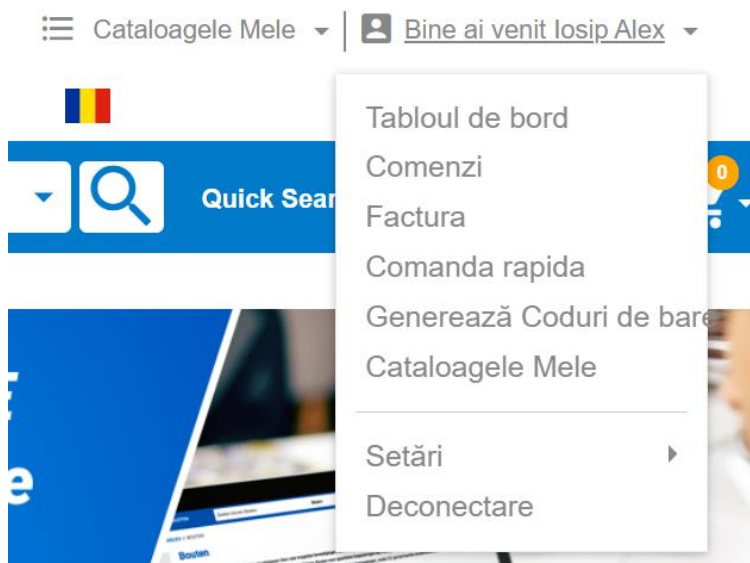 Cataloagele Mele
Bine ai venit Iosip Alex
Tabloul de bord
Comenzi
0
Quick Sear
Factura
Comanda rapida
Generează Coduri de bare
Cataloagele Mele
e
Setări
Deconectare
Bouten